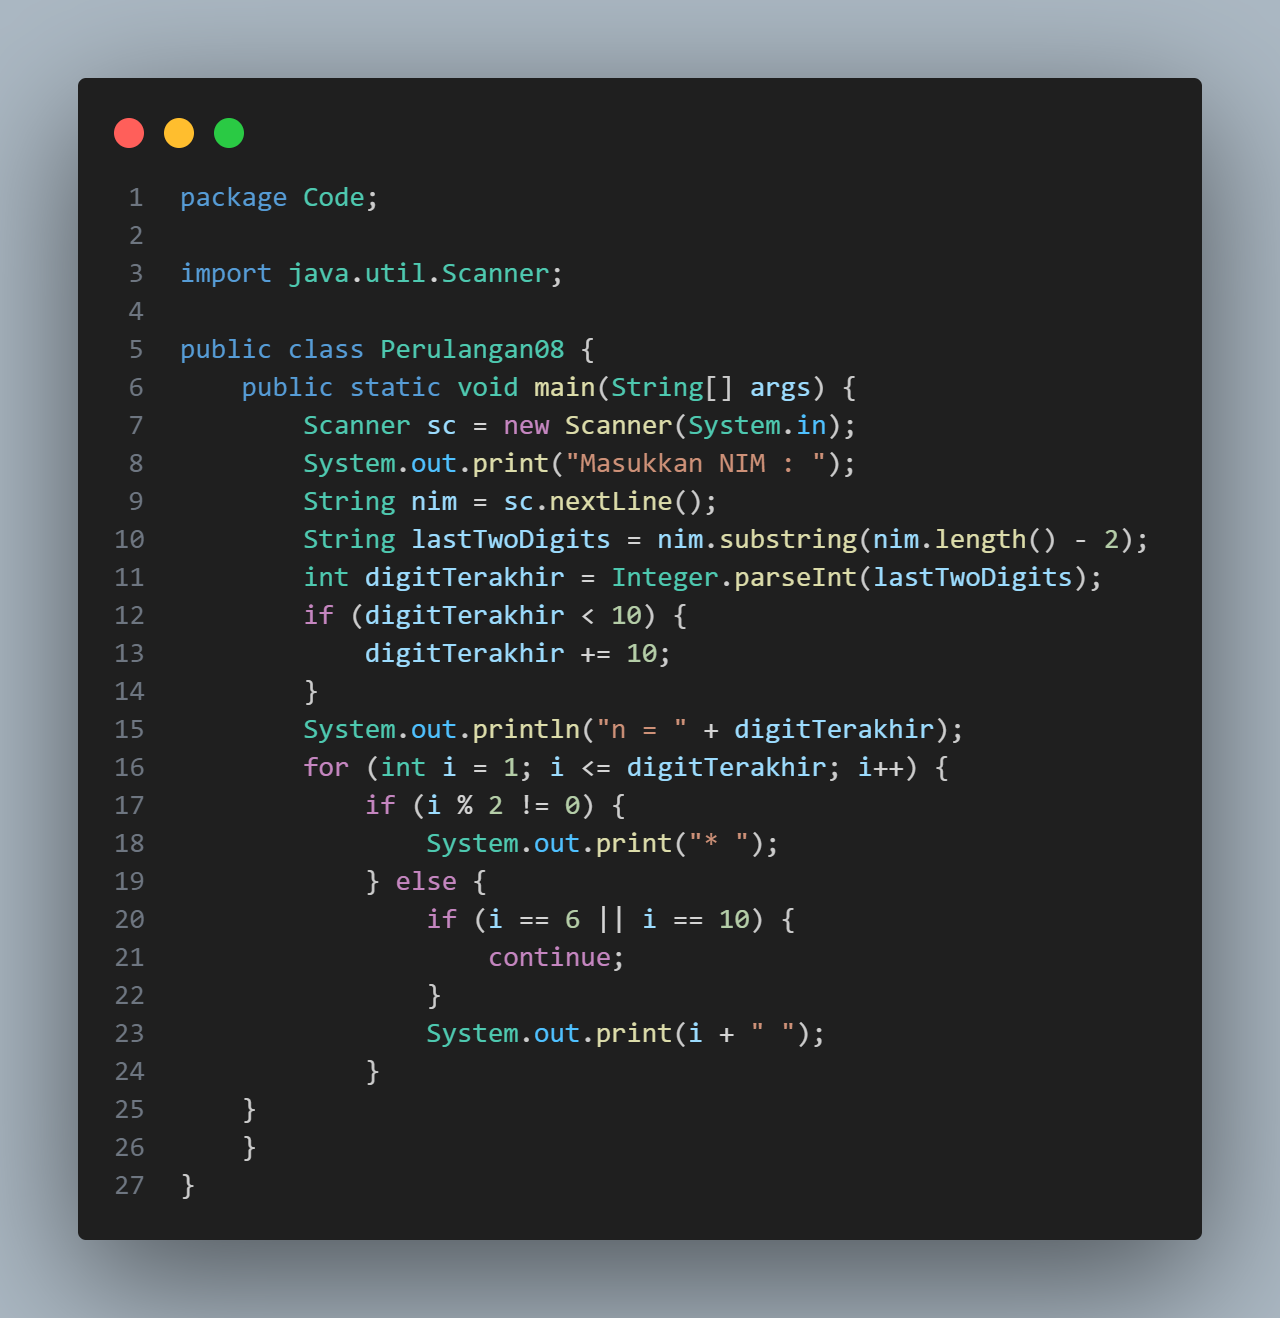 1 package Code;
2
3 import java.util.Scanner;
4
5 public class Perulangan08 {
6     public static void main(String[] args) {
7         Scanner sc = new Scanner(System.in);
8         System.out.print("Masukkan NIM : ");
9         String nim = sc.nextLine();
10         String lastTwoDigits = nim.substring(nim.length() - 2);
11         int digitTerakhir = Integer.parseInt(lastTwoDigits);
12         if (digitTerakhir < 10) {
13             digitTerakhir += 10;
14         }
15         System.out.println("n = " + digitTerakhir);
16         for (int i = 1; i <= digitTerakhir; i++) {
17             if (i % 2 != 0) {
18                 System.out.print("* ");
19             } else {
20                 if (i == 6 || i == 10) {
21                     continue;
22                 }
23                 System.out.print(i + " ");
24             }
25     }
26     }
27 }